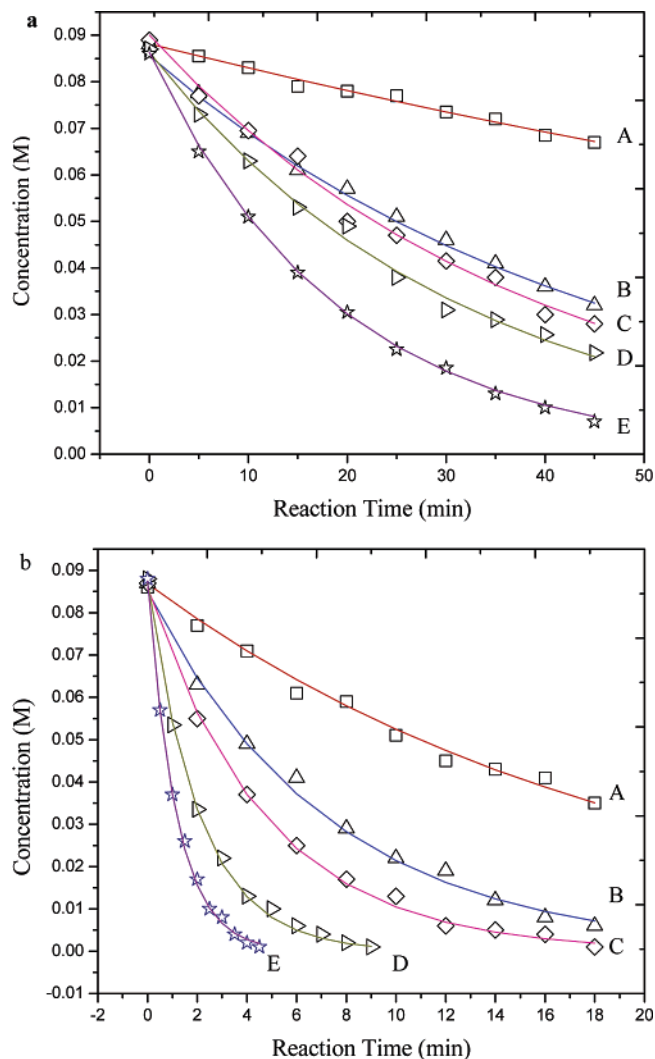 a
0.09
0.08
0.07
0.06
0.05
0.04
0.03
0.02
0.01
0.00
Concentration (M)
A
B
C
D
E
0 10 20 30 40 50
Reaction Time (min)
b
0.09
0.08
0.07
0.06
0.05
0.04
0.03
0.02
0.01
0.00
-0.01
Concentration (M)
A
B
C
D
E
-2 0 2 4 6 8 10 12 14 16 18 20
Reaction Time (min)